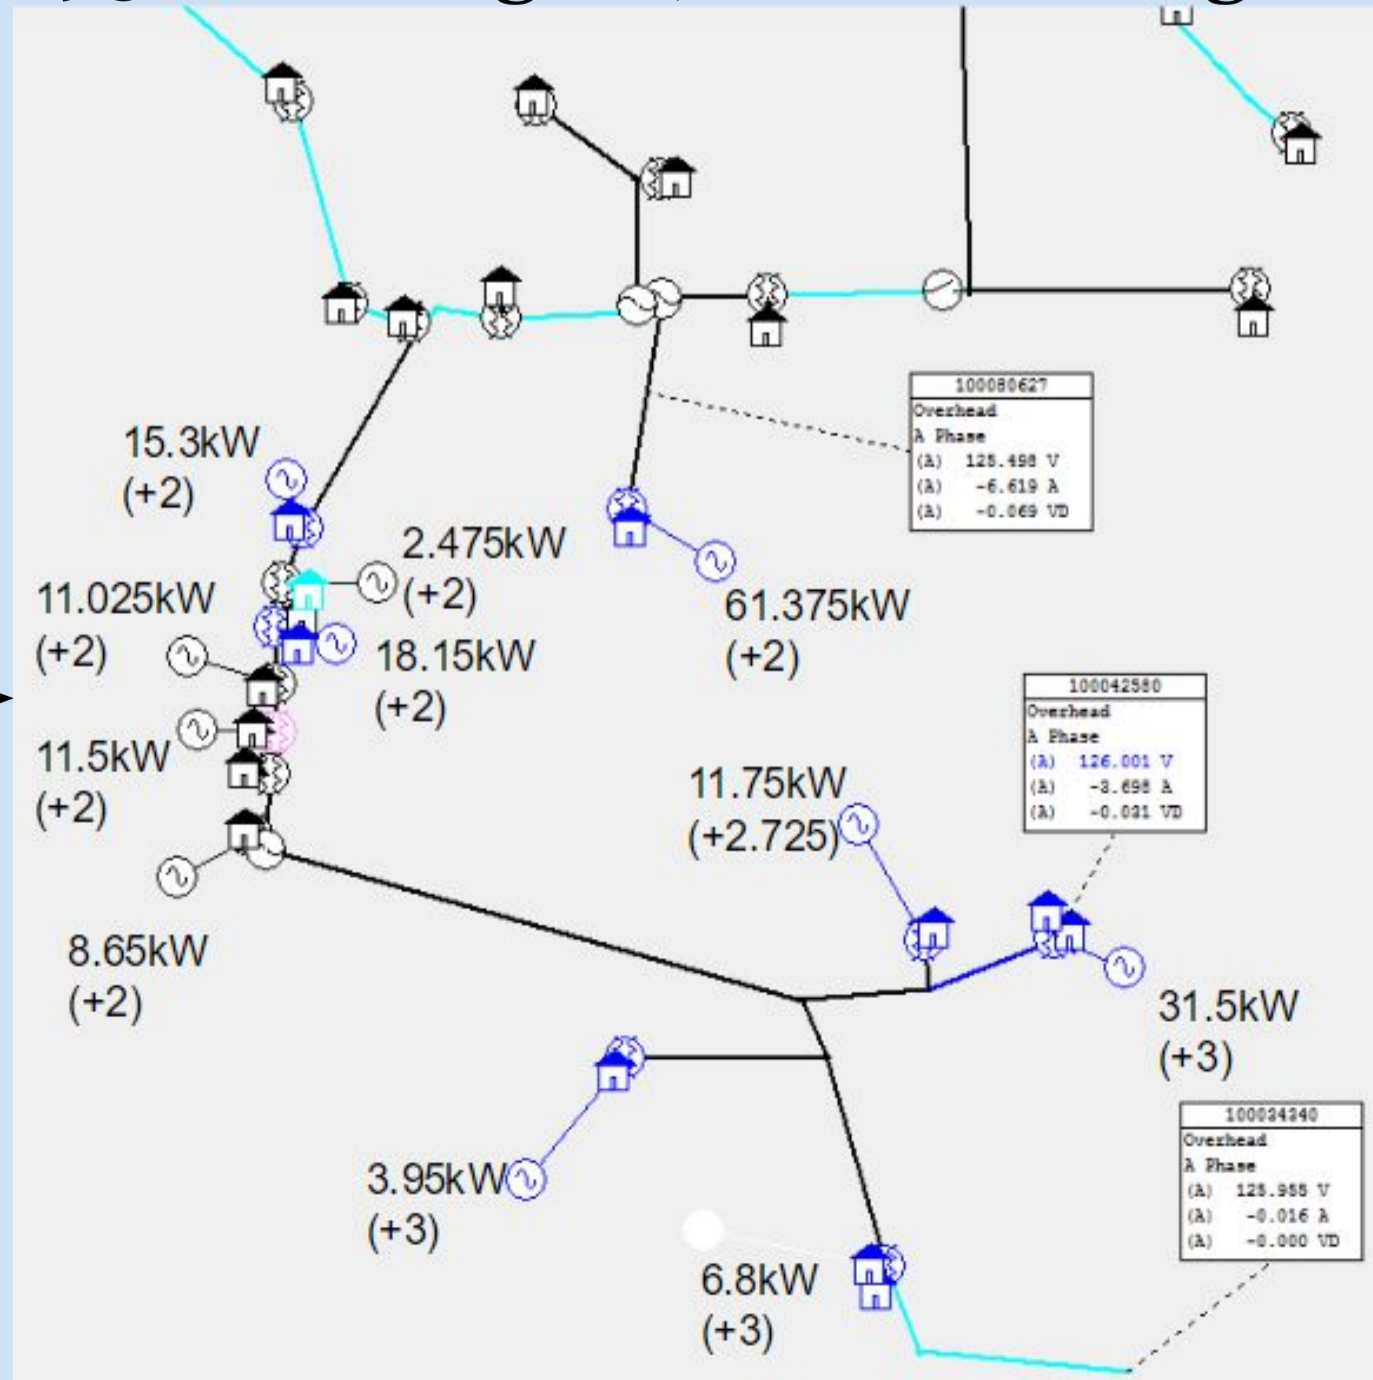 15.3kW
(+2)
2.475kW
(+2)
11.025kW
(+2)
18.15kW
(+2)
11.5kW
(+2)
8.65kW
(+2)
61.375kW
(+2)
100080627
Overhead
A Phase
(A) 125.498 V
(A) -6.619 A
(A) -0.069 VD
11.75kW
(+2.725)
100042580
Overhead
A Phase
(A) 126.001 V
(A) -3.698 A
(A) -0.031 VD
31.5kW
(+3)
3.95kW
(+3)
6.8kW
(+3)
100034340
Overhead
A Phase
(A) 125.955 V
(A) -0.016 A
(A) -0.000 VD